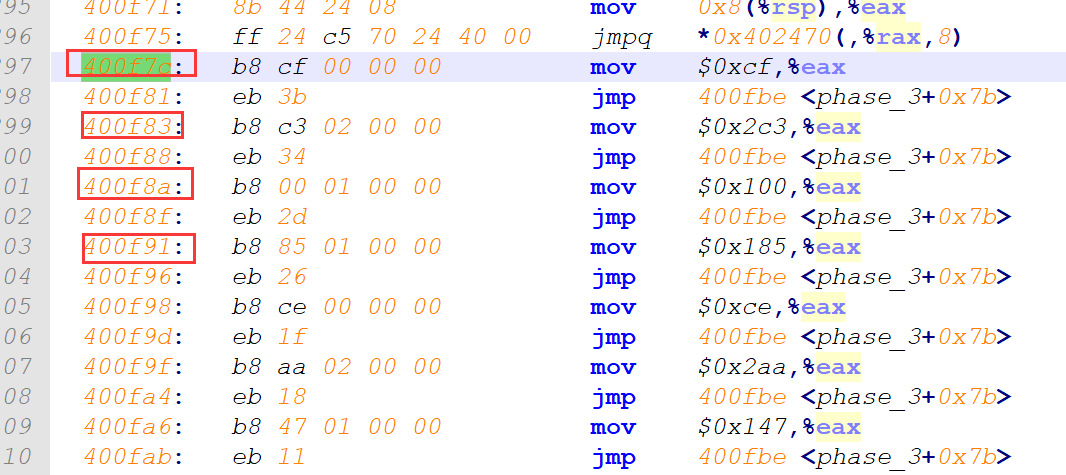 95 400f71: 8b 44 24 08 mov 0x8(%rsp),%eax
96 400f75: ff 24 c5 70 24 40 00 jmpq *0x402470(,%rax,8)
97 400f7c: b8 cf 00 00 00 mov $0xcf,%eax
98 400f81: eb 3b jmp 400fbe <phase_3+0x7b>
99 400f83: b8 c3 02 00 00 mov $0x2c3,%eax
00 400f88: eb 34 jmp 400fbe <phase_3+0x7b>
01 400f8a: b8 00 01 00 00 mov $0x100,%eax
02 400f8f: eb 2d jmp 400fbe <phase_3+0x7b>
03 400f91: b8 85 01 00 00 mov $0x185,%eax
04 400f96: eb 26 jmp 400fbe <phase_3+0x7b>
05 400f98: b8 ce 00 00 00 mov $0xce,%eax
06 400f9d: eb 1f jmp 400fbe <phase_3+0x7b>
07 400f9f: b8 aa 02 00 00 mov $0x2aa,%eax
08 400fa4: eb 18 jmp 400fbe <phase_3+0x7b>
09 400fa6: b8 47 01 00 00 mov $0x147,%eax
10 400fab: eb 11 jmp 400fbe <phase_3+0x7b>